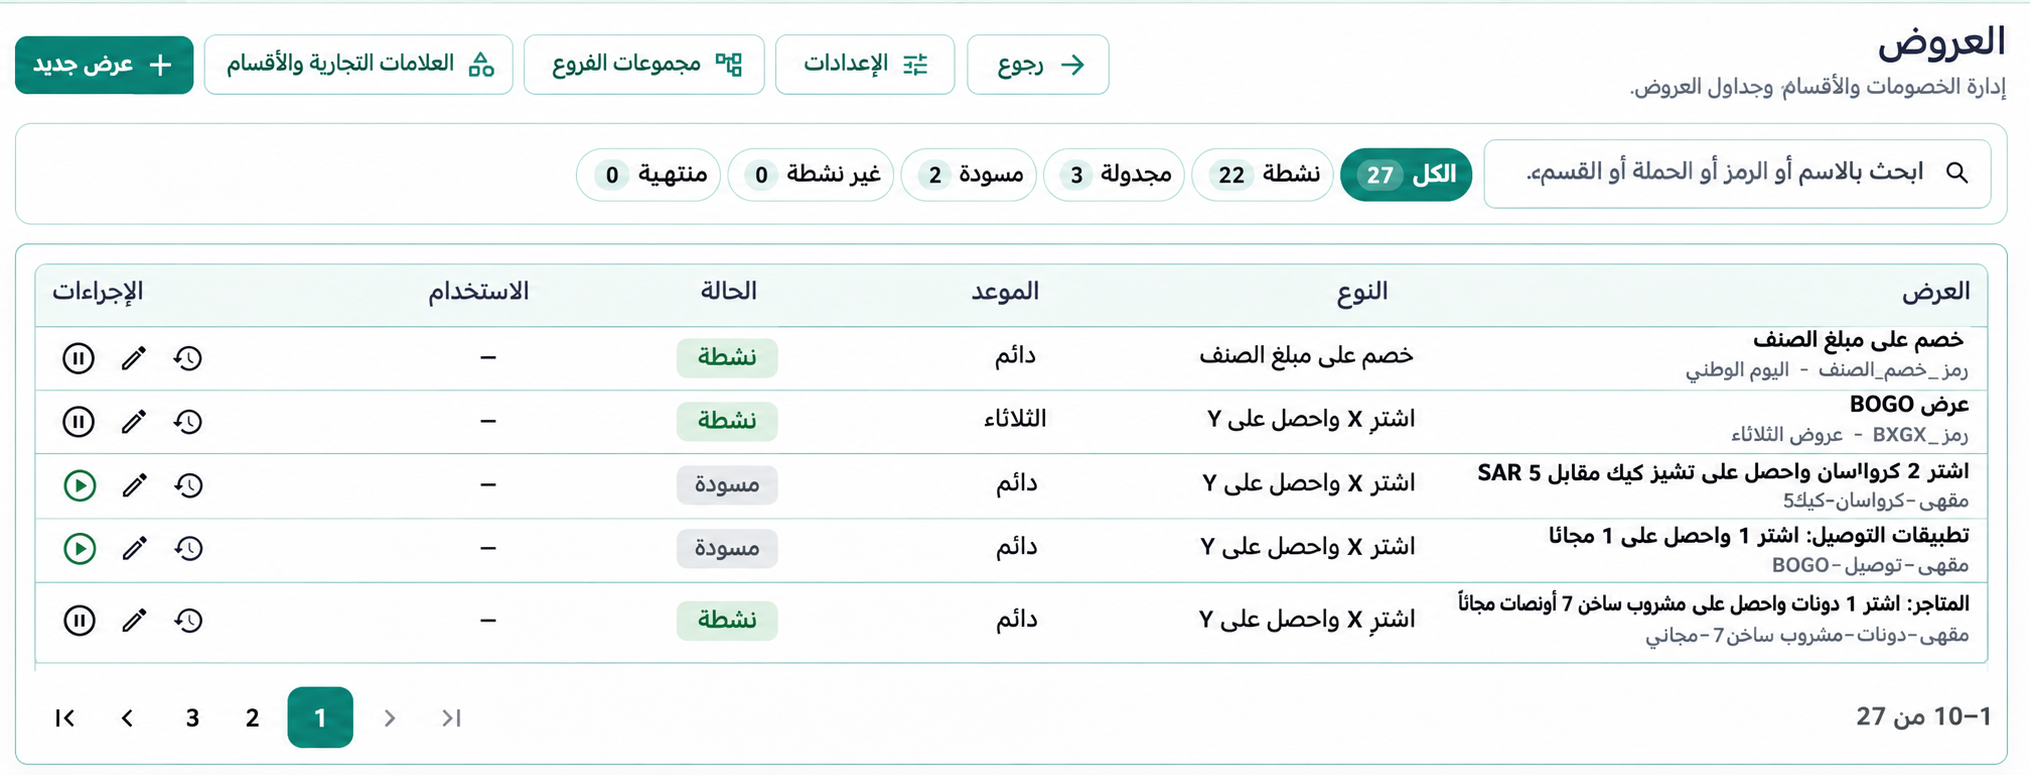 العروض
إدارة الخصومات والأقسام وجداول العروض.
رجوع
الإعدادات
مجموعات الفروع
العلامات التجارية والأقسام
عرض جديد
ابحث بالاسم أو الرمز أو الحملة أو القسم.
الكل 27
نشطة 22
مجدولة 3
مسودة 2
غير نشطة 0
منتهية 0
العرض النوع الموعد الحالة الاستخدام الإجراءات
خصم على مبلغ الصنف خصم على مبلغ الصنف دائم نشطة –
رمز_خصم_الصنف - اليوم الوطني
عرض BOGO اشترِ X واحصل على Y الثلاثاء نشطة –
رمز_BXGX - عروض الثلاثاء
اشتر 2 كرواسان واحصل على تشيز كيك مقابل 5 SAR اشترِ X واحصل على Y دائم مسودة –
مقهى-كرواسان-كيك5
تطبيقات التوصيل: اشتر 1 واحصل على 1 مجانًا اشترِ X واحصل على Y دائم مسودة –
مقهى-توصيل-BOGO
المتاجر: اشتر 1 دونات واحصل على مشروب ساخن 7 أونصات مجاناً اشترِ X واحصل على Y دائم نشطة –
مقهى-دونات-مشروب ساخن7-مجاني
1–10 من 27
1 2 3